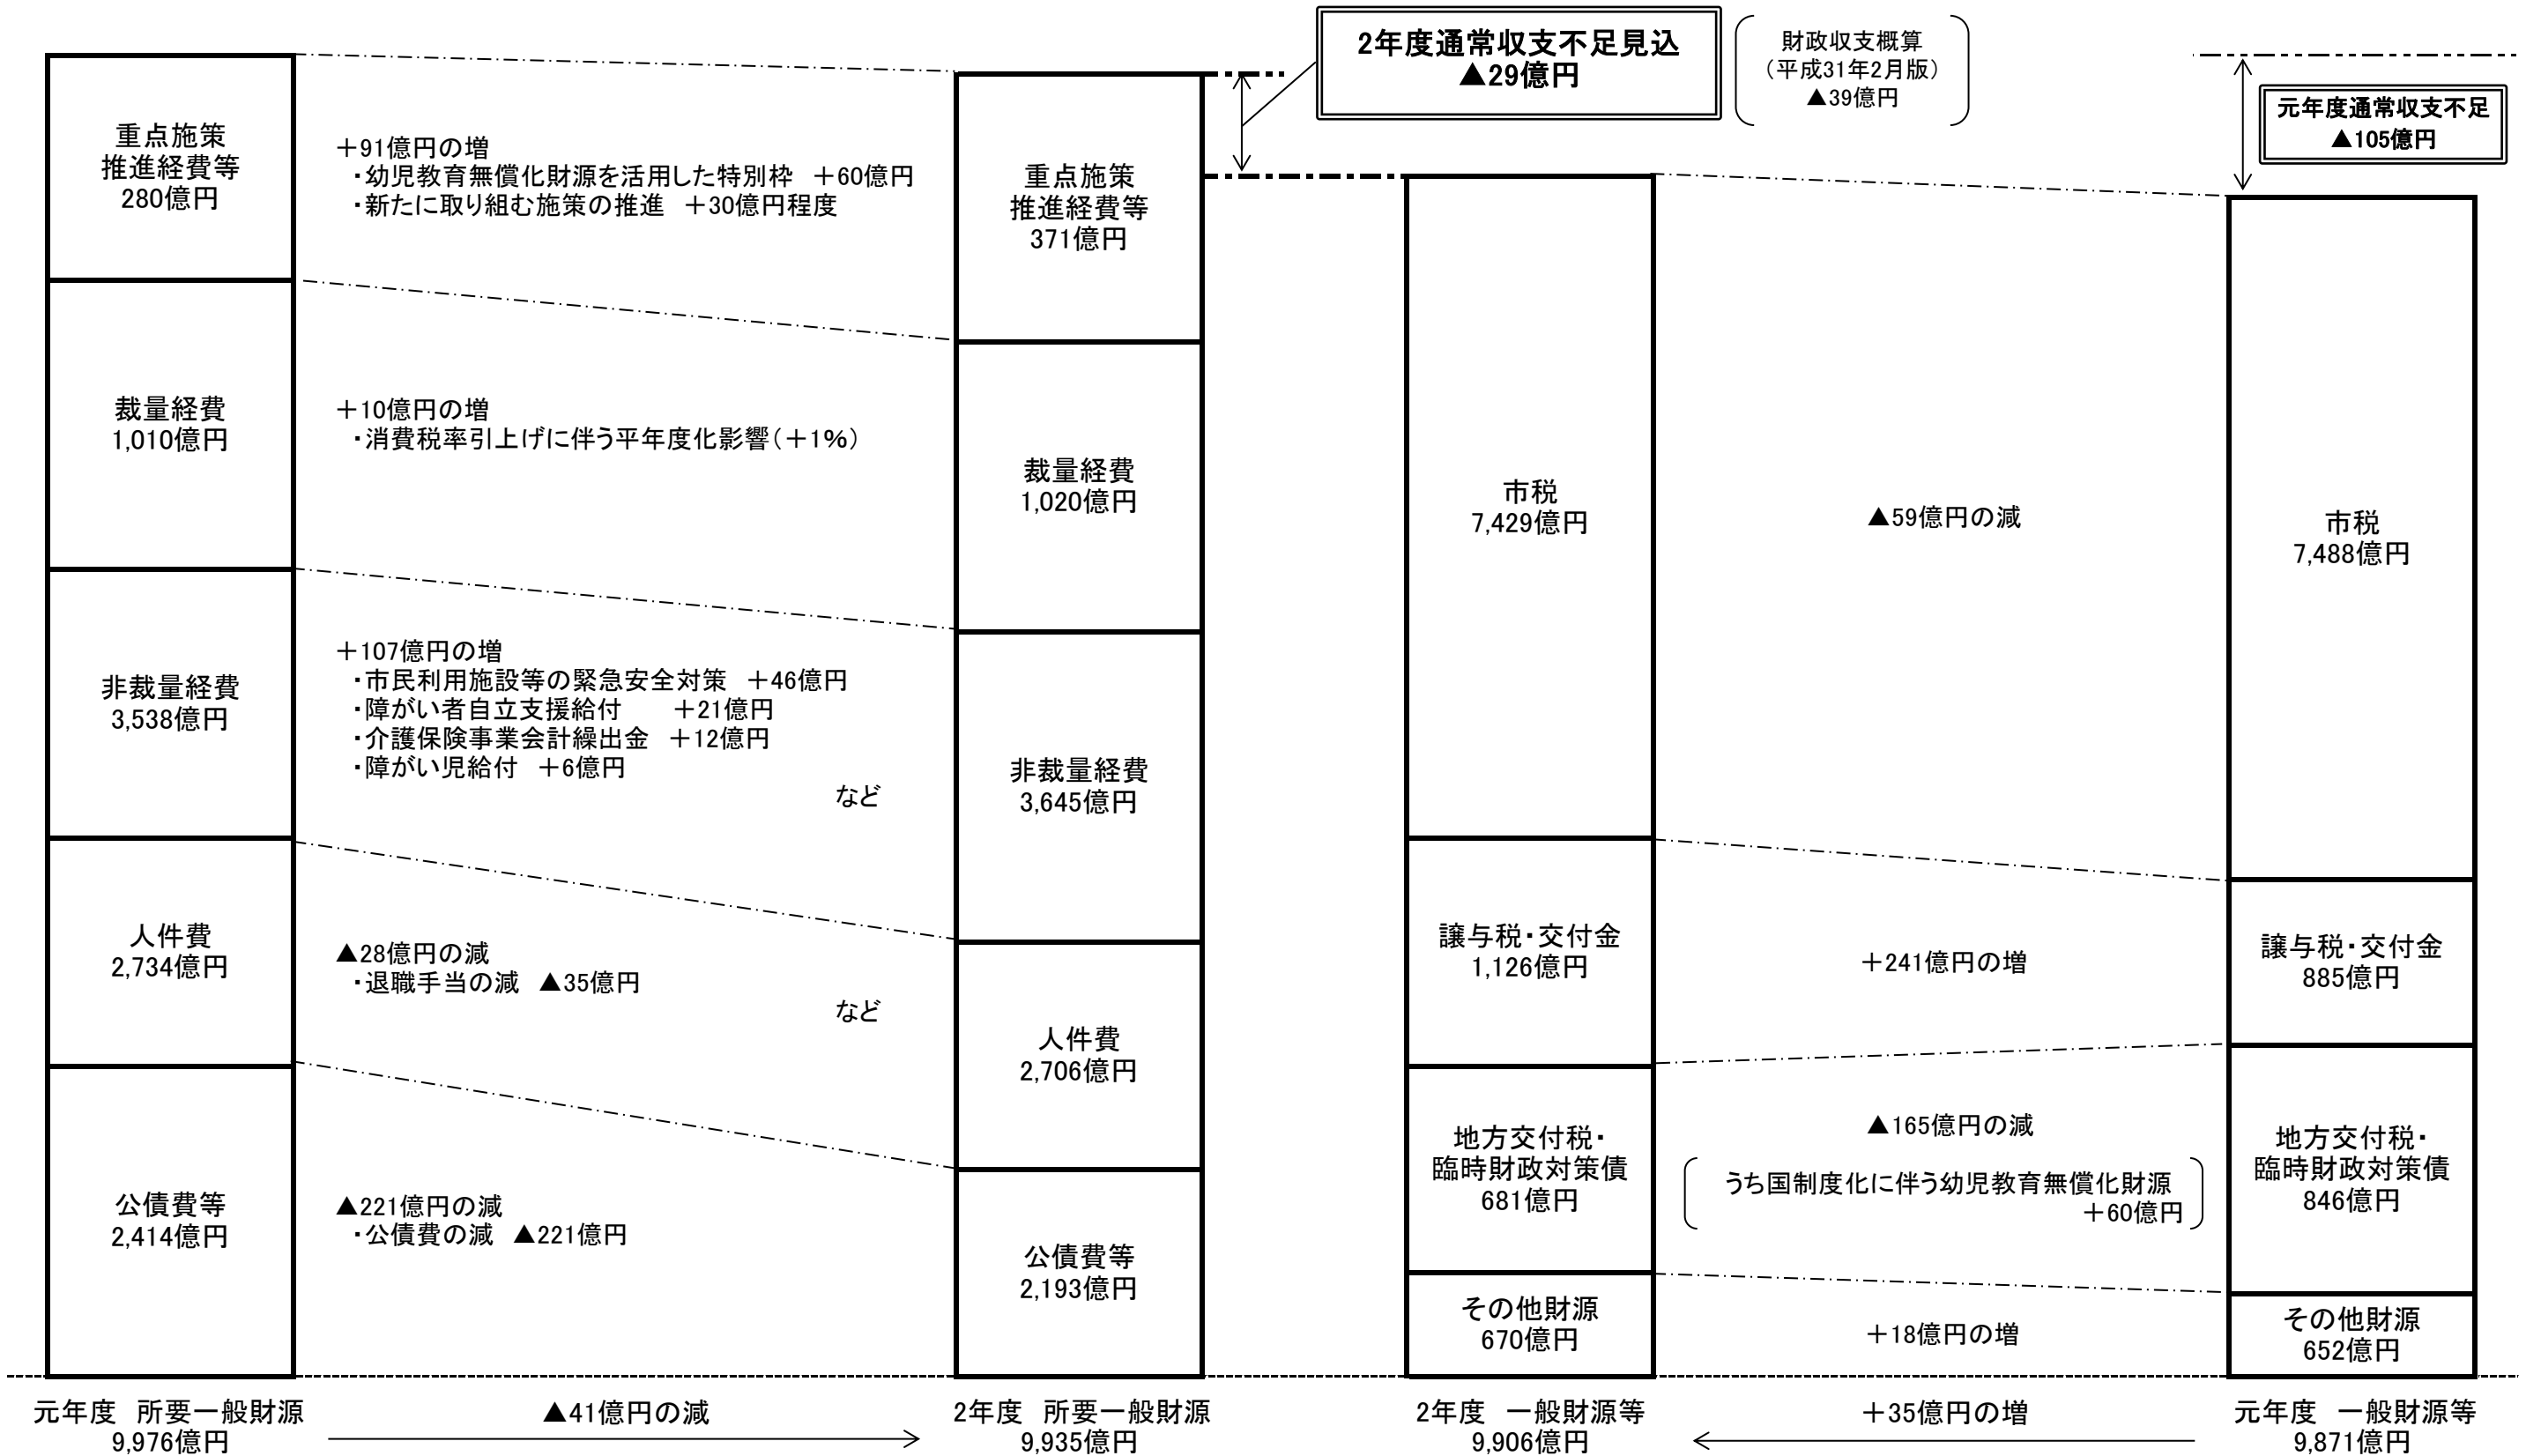 2年度通常収支不足見込
▲29億円
財政収支概算
（平成31年2月版）
▲39億円
元年度通常収支不足
▲105億円
重点施策
推進経費等
280億円
＋91億円の増
・幼児教育無償化財源を活用した特別枠　＋60億円
・新たに取り組む施策の推進　＋30億円程度
重点施策
推進経費等
371億円
裁量経費
1,010億円
＋10億円の増
・消費税率引上げに伴う平年度化影響（＋1％）
裁量経費
1,020億円
非裁量経費
3,538億円
＋107億円の増
・市民利用施設等の緊急安全対策　＋46億円
・障がい者自立支援給付　　＋21億円
・介護保険事業会計繰出金　＋12億円
・障がい児給付　＋6億円
など
非裁量経費
3,645億円
人件費
2,734億円
▲28億円の減
・退職手当の減　▲35億円
など
人件費
2,706億円
公債費等
2,414億円
▲221億円の減
・公債費の減　▲221億円
公債費等
2,193億円
市税
7,429億円
▲59億円の減
市税
7,488億円
譲与税・交付金
1,126億円
＋241億円の増
譲与税・交付金
885億円
地方交付税・
臨時財政対策債
681億円
▲165億円の減
うち国制度化に伴う幼児教育無償化財源
＋60億円
地方交付税・
臨時財政対策債
846億円
その他財源
670億円
＋18億円の増
その他財源
652億円
元年度　所要一般財源
9,976億円
▲41億円の減
2年度　所要一般財源
9,935億円
2年度　一般財源等
9,906億円
＋35億円の増
元年度　一般財源等
9,871億円